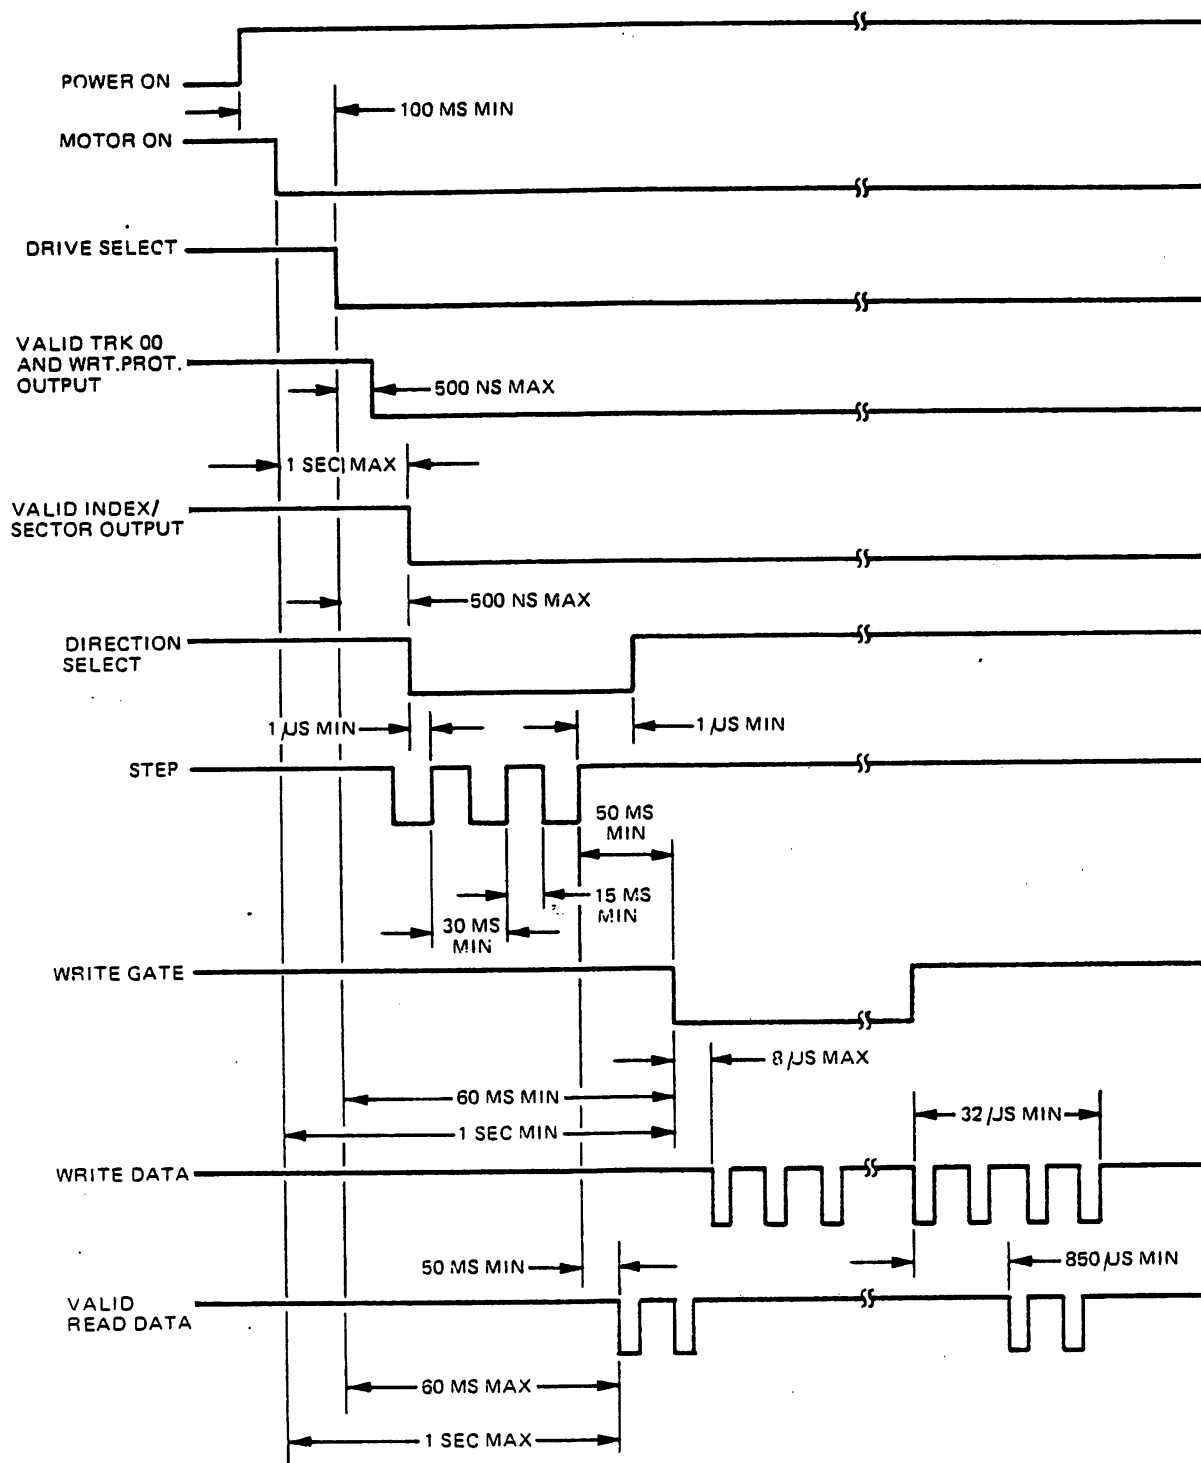 POWER ON
100 MS MIN
MOTOR ON
DRIVE SELECT
VALID TRK 00
AND WRT.PROT.
OUTPUT
500 NS MAX
1 SEC MAX
VALID INDEX/
SECTOR OUTPUT
500 NS MAX
DIRECTION
SELECT
1 µS MIN
1 µS MIN
STEP
50 MS
MIN
15 MS
MIN
30 MS
MIN
WRITE GATE
8 µS MAX
60 MS MIN
32 µS MIN
1 SEC MIN
WRITE DATA
50 MS MIN
850 µS MIN
VALID
READ DATA
60 MS MAX
1 SEC MAX